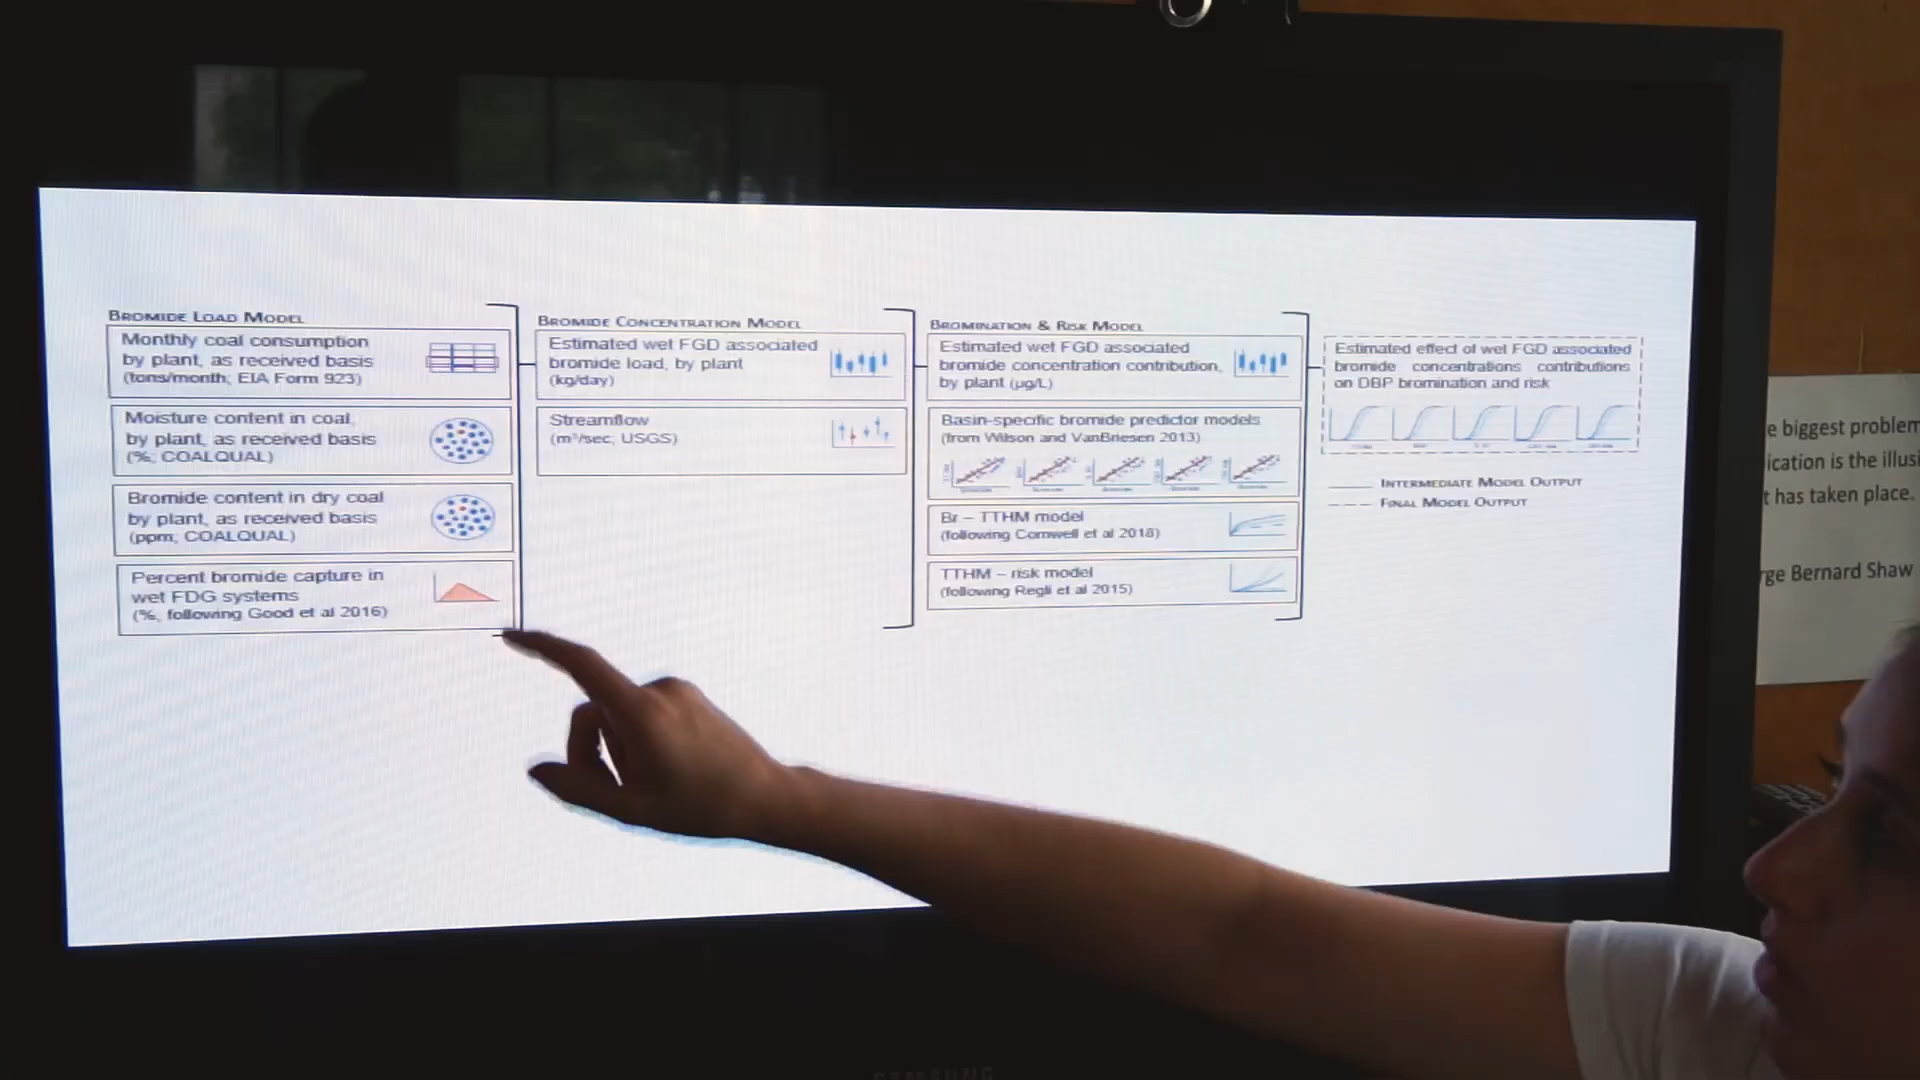 BROMIDE LOAD MODEL
Monthly coal consumption
by plant, as received basis
(tons/month; EIA Form 923)
Moisture content in coal,
by plant, as received basis
(%; COALQUAL)
Bromide content in dry coal
by plant, as received basis
(ppm; COALQUAL)
Percent bromide capture in
wet FDG systems
(%, following Good et al 2016)
BROMIDE CONCENTRATION MODEL
Estimated wet FGD associated
bromide load, by plant
(kg/day)
Streamflow
(m³/sec; USGS)
BROMINATION & RISK MODEL
Estimated wet FGD associated
bromide concentration contribution,
by plant (µg/L)
Basin-specific bromide predictor models
(from Wilson and VanBriesen 2013)
Br – TTHM model
(following Cornwell et al 2018)
TTHM – risk model
(following Regli et al 2015)
Estimated effect of wet FGD associated
bromide concentrations contributions
on DBP bromination and risk
INTERMEDIATE MODEL OUTPUT
FINAL MODEL OUTPUT
e biggest problem
ication is the illusi
t has taken place.
rge Bernard Shaw
SAMSUNG